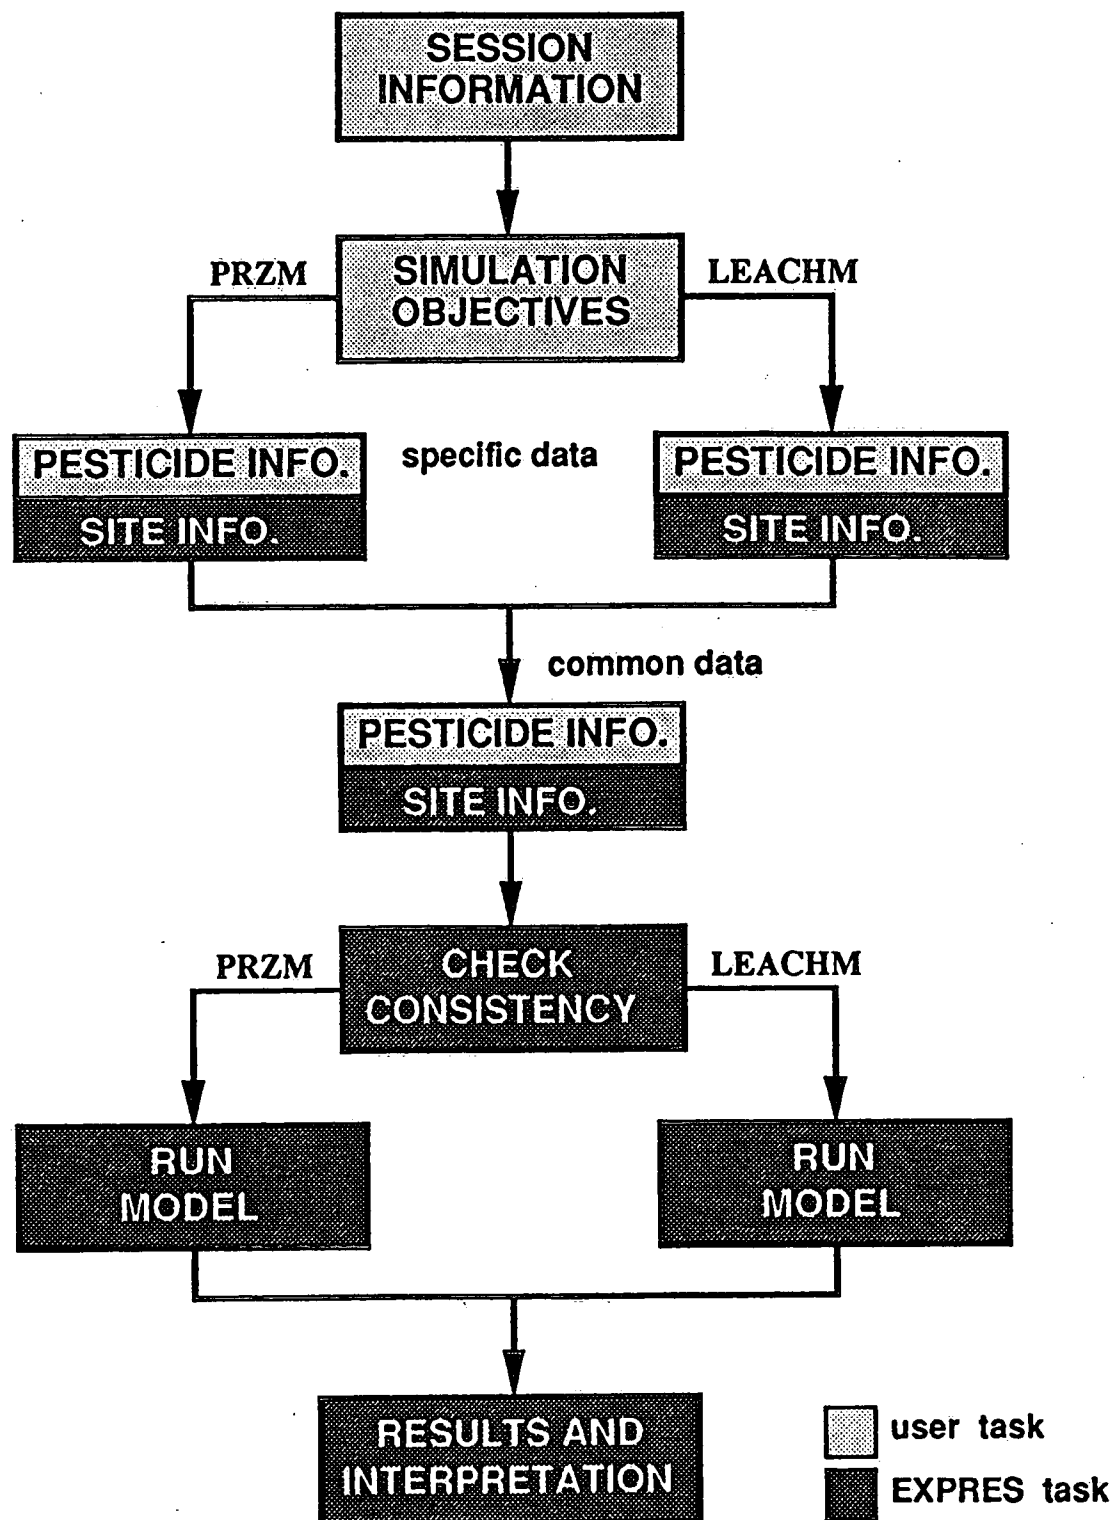 SESSION
INFORMATION
PRZM
SIMULATION
OBJECTIVES
LEACHM
PESTICIDE INFO.
SITE INFO.
specific data
PESTICIDE INFO.
SITE INFO.
common data
PESTICIDE INFO.
SITE INFO.
PRZM
CHECK
CONSISTENCY
LEACHM
RUN
MODEL
RUN
MODEL
RESULTS AND
INTERPRETATION
user task
EXPRES task